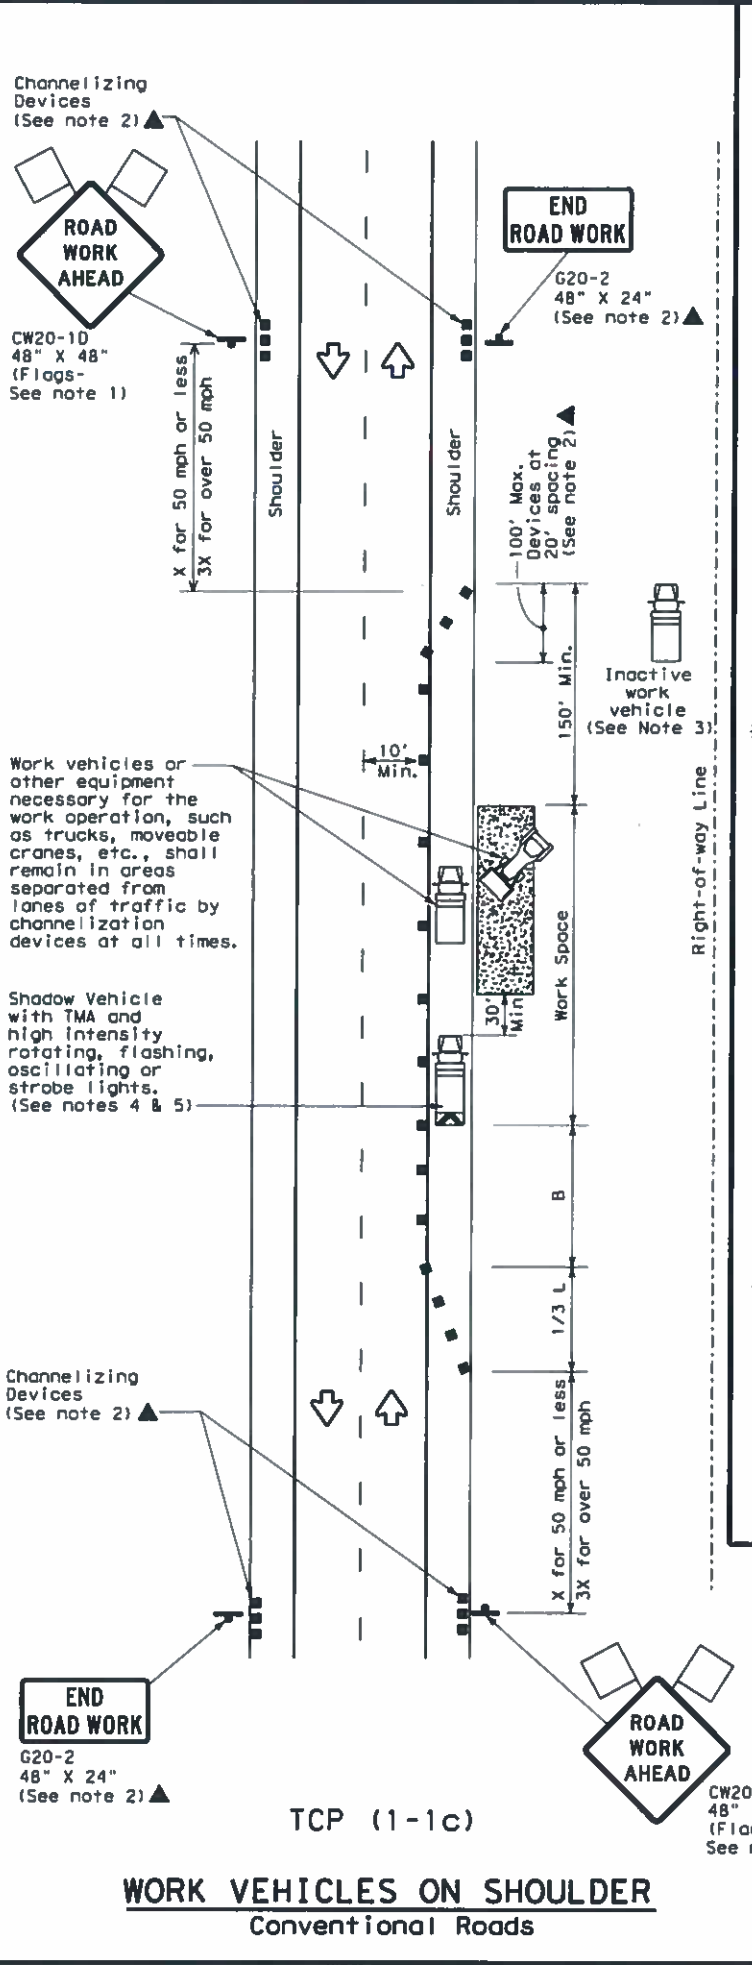 Channelizing
Devices
(See note 2)▲
ROAD
WORK
AHEAD
CW20-1D
48" X 48"
(Flags-
See note 1)
END
ROAD WORK
G20-2
48" X 24"
(See note 2)▲
X for 50 mph or less
3X for over 50 mph
Shoulder
Shoulder
100' Max.
Devices at
20' spacing
(See note 2)▲
150' Min.
Inactive
work
vehicle
(See Note 3)
10'
Min.
Work vehicles or
other equipment
necessary for the
work operation, such
as trucks, moveable
cranes, etc., shall
remain in areas
separated from
lanes of traffic by
channelization
devices at all times.
Right-of-way Line
Work Space
30'
Min
Shadow Vehicle
with TMA and
high intensity
rotating, flashing,
oscillating or
strobe lights.
(See notes 4 & 5)
B
1/3 L
Channelizing
Devices
(See note 2)▲
X for 50 mph or less
3X for over 50 mph
END
ROAD WORK
G20-2
48" X 24"
(See note 2)▲
ROAD
WORK
AHEAD
CW20
48"
(Fla
See
TCP (1-1c)
WORK VEHICLES ON SHOULDER
Conventional Roads